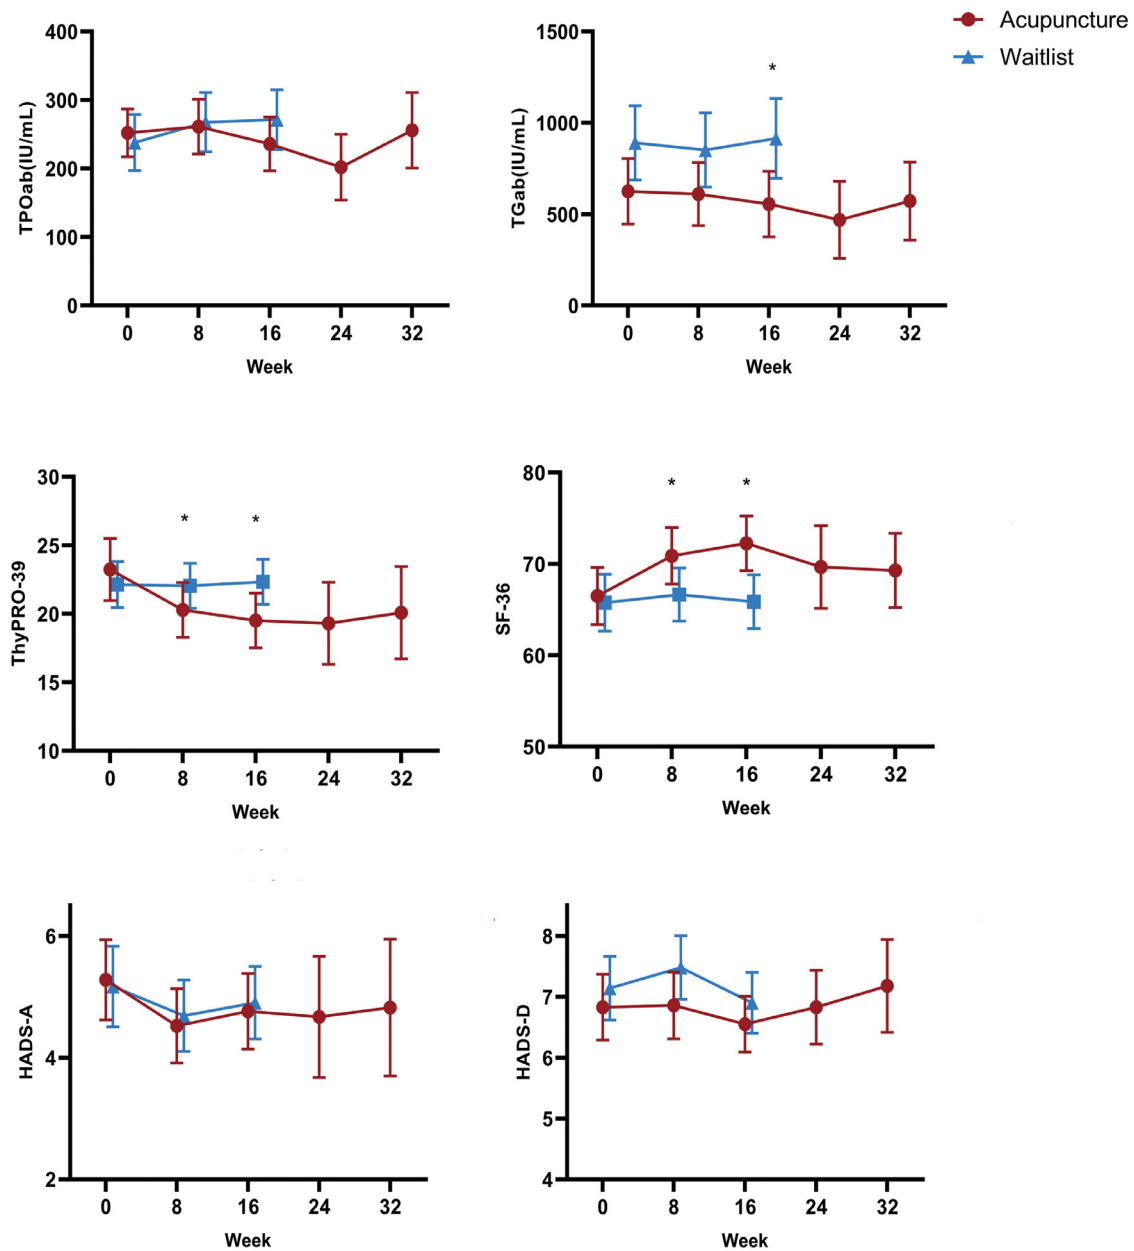 Acupuncture
Waitlist
TPOab(IU/mL)
400
300
200
100
0
0 8 16 24 32
Week
TGab(IU/mL)
1500
1000
500
0
*
0 8 16 24 32
Week
ThyPRO-39
30
25
20
15
10
* *
0 8 16 24 32
Week
SF-36
80
70
60
50
* *
0 8 16 24 32
Week
HADS-A
6
4
2
0 8 16 24 32
Week
HADS-D
8
7
6
5
4
0 8 16 24 32
Week